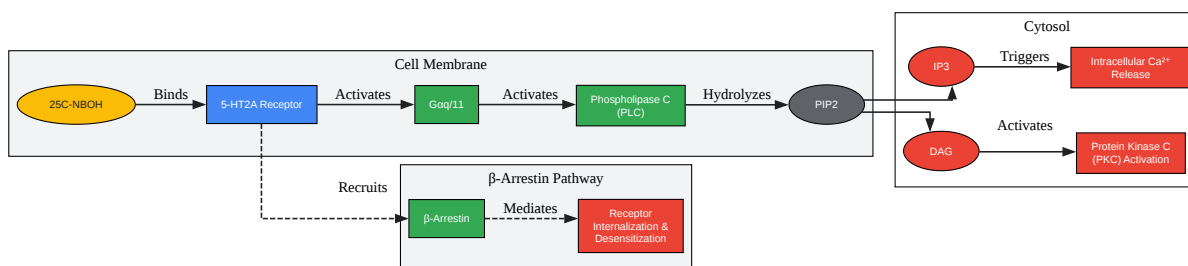 Cytosol
Cell Membrane
25C-NBOH
Binds
5-HT2A Receptor
Activates
Gαq/11
Activates
Phospholipase C
(PLC)
Hydrolyzes
PIP2
IP3
Triggers
Intracellular Ca²⁺
Release
DAG
Activates
Protein Kinase C
(PKC) Activation
Recruits
β-Arrestin Pathway
β-Arrestin
Mediates
Receptor
Internalization &
Desensitization